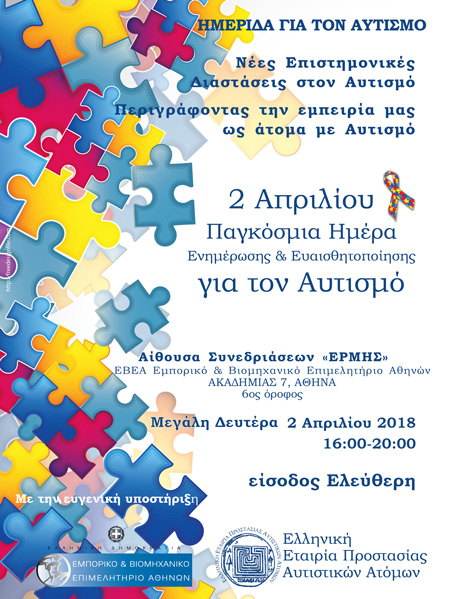 ΗΜΕΡΙΔΑ ΓΙΑ ΤΟΝ ΑΥΤΙΣΜΟ
Νέες Επιστημονικές
Διαστάσεις στον Αυτισμό
Περιγράφοντας την εμπειρία μας
ως άτομα με Αυτισμό
2 Απριλίου
Παγκόσμια Ημέρα
Ενημέρωσης & Ευαισθητοποίησης
για τον Αυτισμό
Αίθουσα Συνεδριάσεων «ΕΡΜΗΣ»
ΕΒΕΑ Εμπορικό & Βιομηχανικό Επιμελητήριο Αθηνών
ΑΚΑΔΗΜΙΑΣ 7, ΑΘΗΝΑ
6ος όροφος
Μεγάλη Δευτέρα 2 Απριλίου 2018
16:00-20:00
είσοδος Ελεύθερη
Με την ευγενική υποστήριξη
ΕΛΛΗΝΙΚΗ ΔΗΜΟΚΡΑΤΙΑ
ΕΜΠΟΡΙΚΟ & ΒΙΟΜΗΧΑΝΙΚΟ
ΕΠΙΜΕΛΗΤΗΡΙΟ ΑΘΗΝΩΝ
Ελληνική
Εταιρία Προστασίας
Αυτιστικών Ατόμων